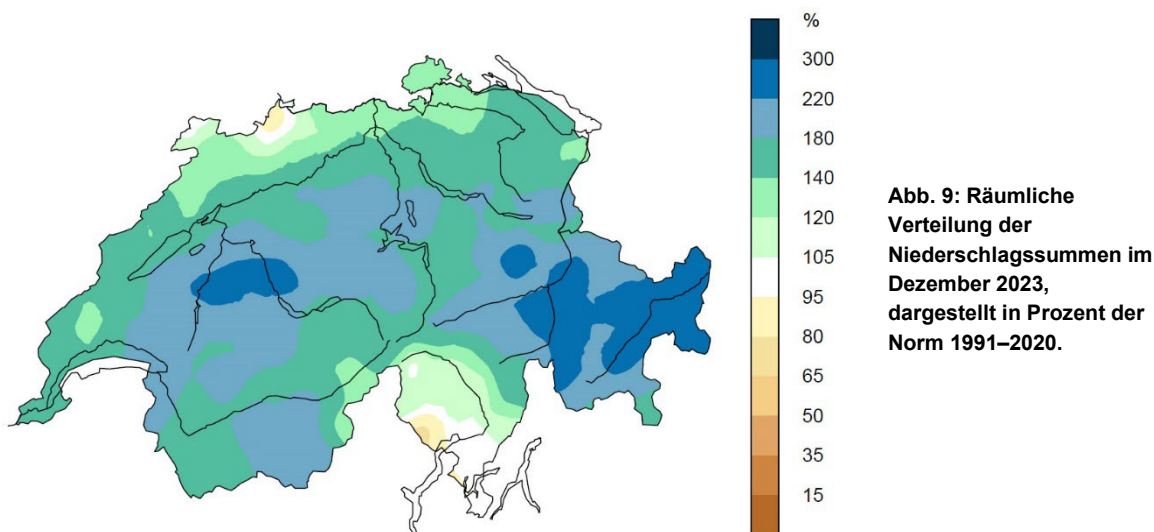 %
300
220
180
140
120
105
95
80
65
50
35
15
Abb. 9: Räumliche
Verteilung der
Niederschlagssummen im
Dezember 2023,
dargestellt in Prozent der
Norm 1991–2020.